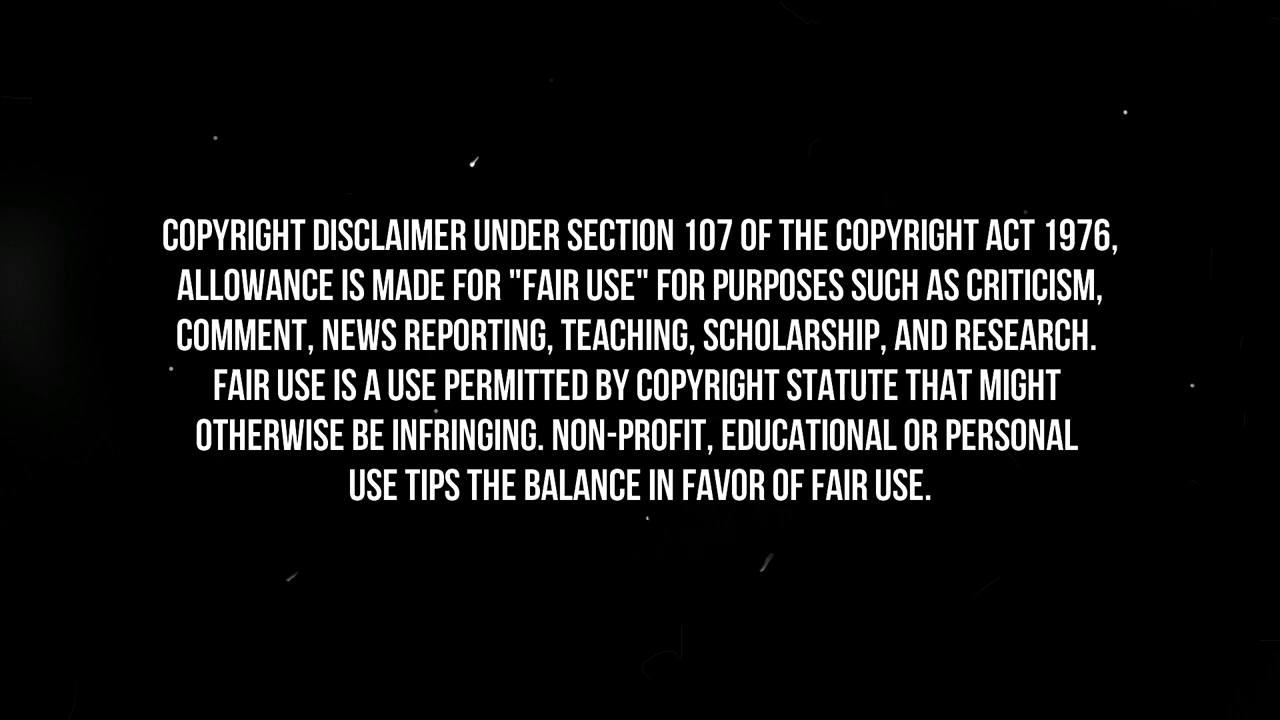 COPYRIGHT DISCLAIMER UNDER SECTION 107 OF THE COPYRIGHT ACT 1976,
ALLOWANCE IS MADE FOR "FAIR USE" FOR PURPOSES SUCH AS CRITICISM,
COMMENT, NEWS REPORTING, TEACHING, SCHOLARSHIP, AND RESEARCH.
FAIR USE IS A USE PERMITTED BY COPYRIGHT STATUTE THAT MIGHT
OTHERWISE BE INFRINGING. NON-PROFIT, EDUCATIONAL OR PERSONAL
USE TIPS THE BALANCE IN FAVOR OF FAIR USE.